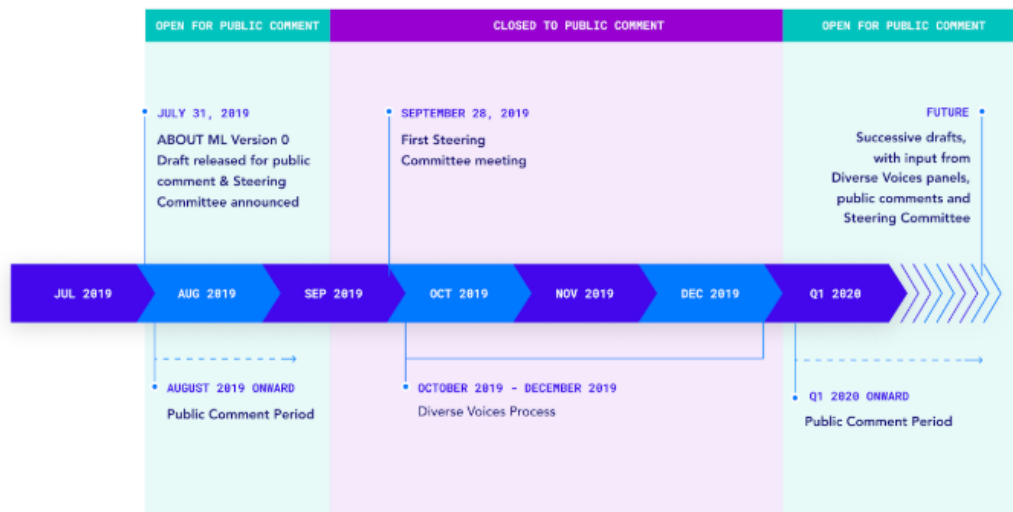 OPEN FOR PUBLIC COMMENT
CLOSED TO PUBLIC COMMENT
OPEN FOR PUBLIC COMMENT
JULY 31, 2019
ABOUT ML Version 0
Draft released for public
comment & Steering
Committee announced
SEPTEMBER 28, 2019
First Steering
Committee meeting
FUTURE
Successive drafts,
with input from
Diverse Voices panels,
public comments and
Steering Committee
JUL 2019
AUG 2019
SEP 2019
OCT 2019
NOV 2019
DEC 2019
Q1 2020
AUGUST 2019 ONWARD
Public Comment Period
OCTOBER 2019 - DECEMBER 2019
Diverse Voices Process
Q1 2020 ONWARD
Public Comment Period